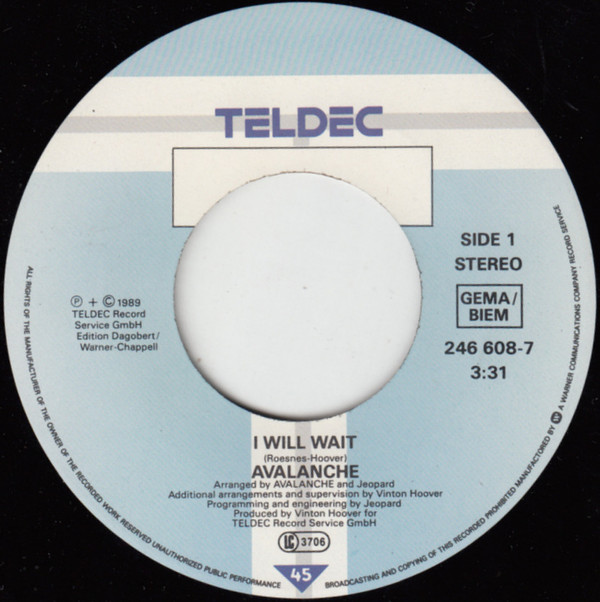 TELDEC
SIDE 1
STEREO
GEMA/
BIEM
246 608-7
3:31
Ⓟ + © 1989
TELDEC Record
Service GmbH
Edition Dagobert/
Warner-Chappell
I WILL WAIT
(Roesnes-Hoover)
AVALANCHE
Arranged by AVALANCHE and Jeopard
Additional arrangements and supervision by Vinton Hoover
Programming and engineering by Jeopard
Produced by Vinton Hoover for
TELDEC Record Service GmbH
LC 3706
45
ALL RIGHTS OF THE MANUFACTURER OF THE OWNER OF THE RECORDED WORK RESERVED UNAUTHORIZED PUBLIC PERFORMANCE BROADCASTING AND COPYING OF THIS RECORDING PROHIBITED MANUFACTURED BY W A WARNER COMMUNICATIONS COMPANY RECORD SERVICE